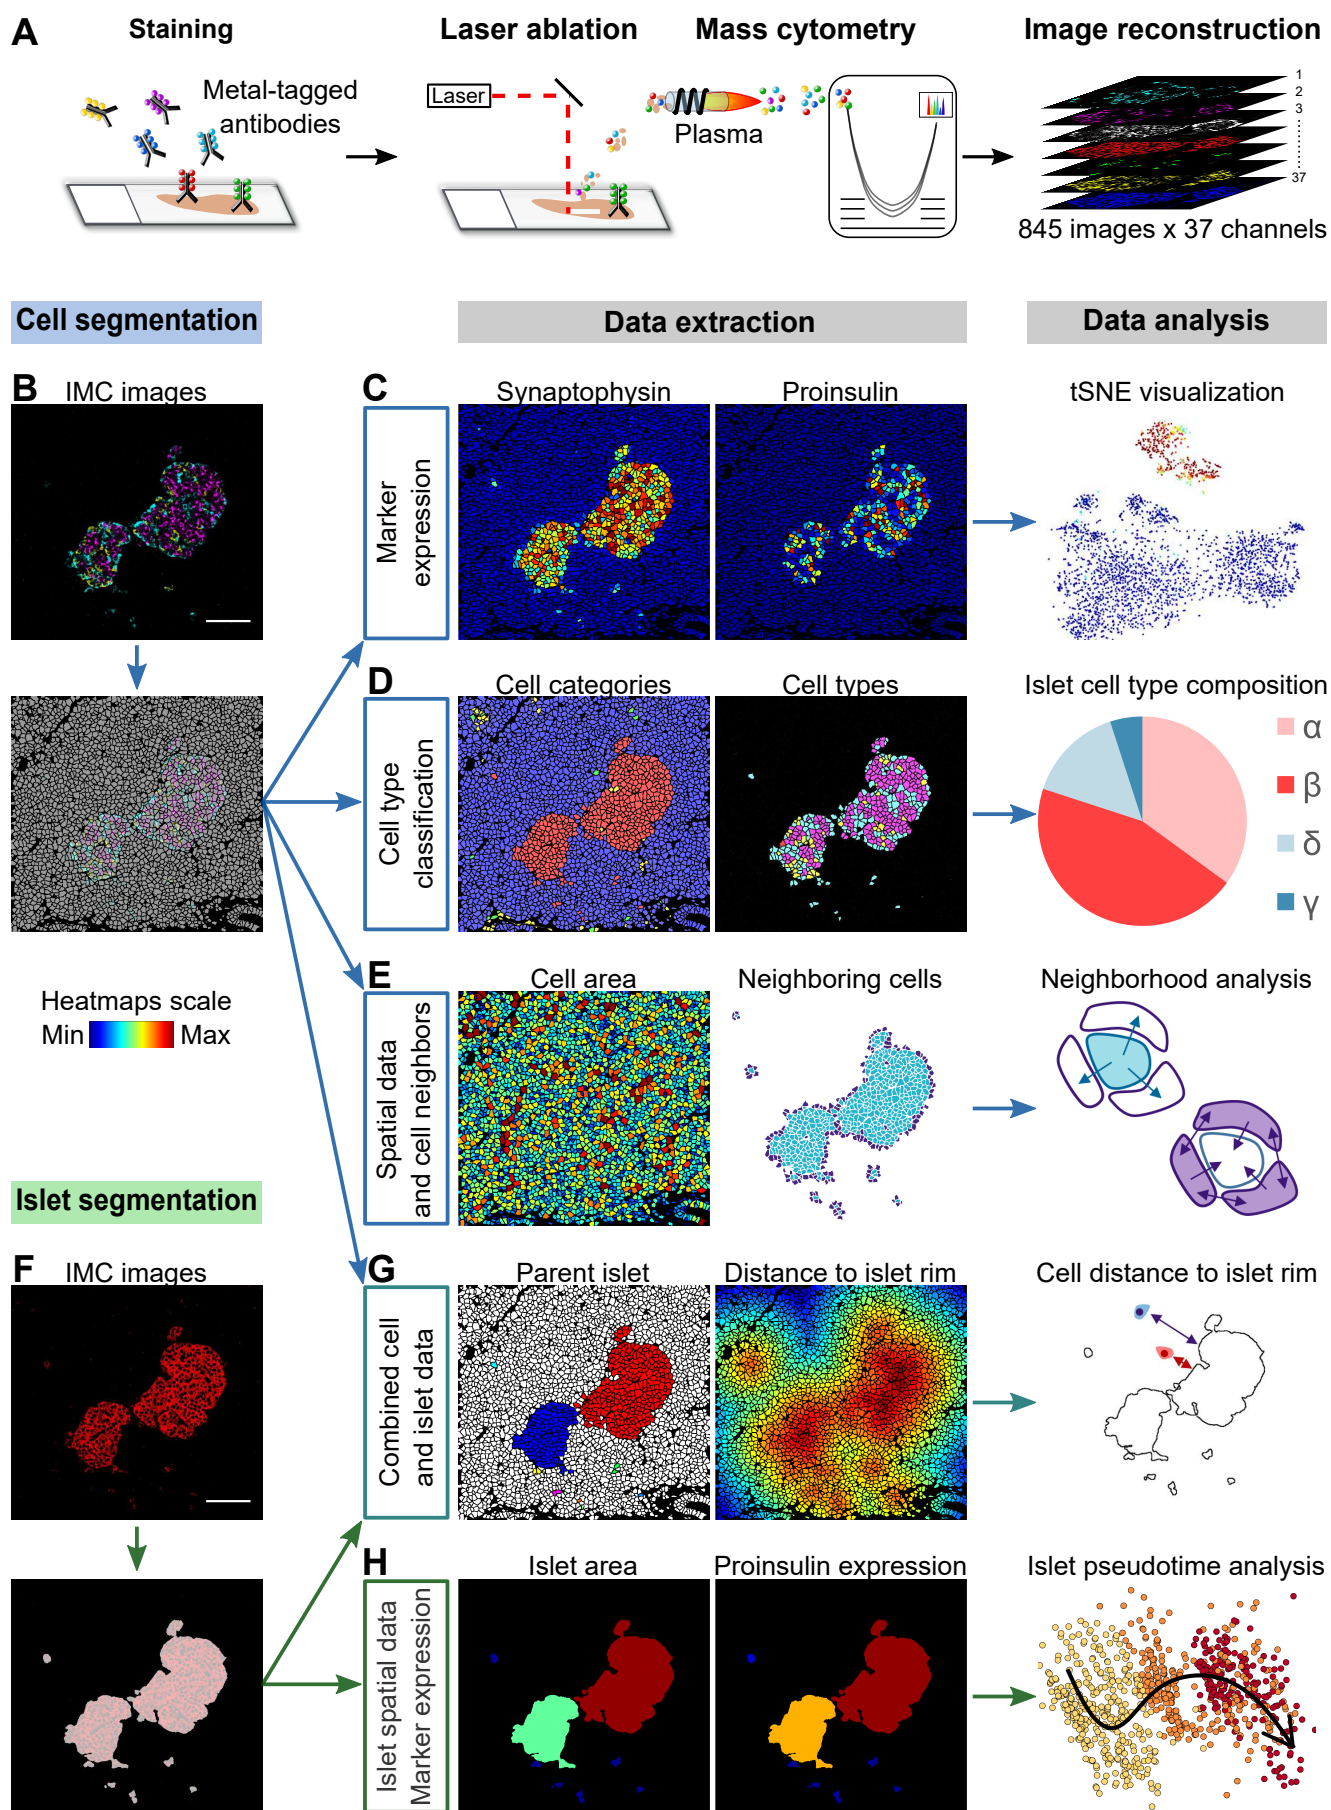 A
Staining
Laser ablation
Mass cytometry
Image reconstruction
Metal-tagged
antibodies
Laser
Plasma
1
2
3
37
845 images x 37 channels
Cell segmentation
Data extraction
Data analysis
B
IMC images
C
Marker
expression
Synaptophysin
Proinsulin
tSNE visualization
D
Cell type
classification
Cell categories
Cell types
Islet cell type composition
α
β
δ
γ
Heatmaps scale
Min
Max
E
Spatial data
and cell neighbors
Cell area
Neighboring cells
Neighborhood analysis
Islet segmentation
F
IMC images
G
Combined cell
and islet data
Parent islet
Distance to islet rim
Cell distance to islet rim
H
Islet spatial data
Marker expression
Islet area
Proinsulin expression
Islet pseudotime analysis